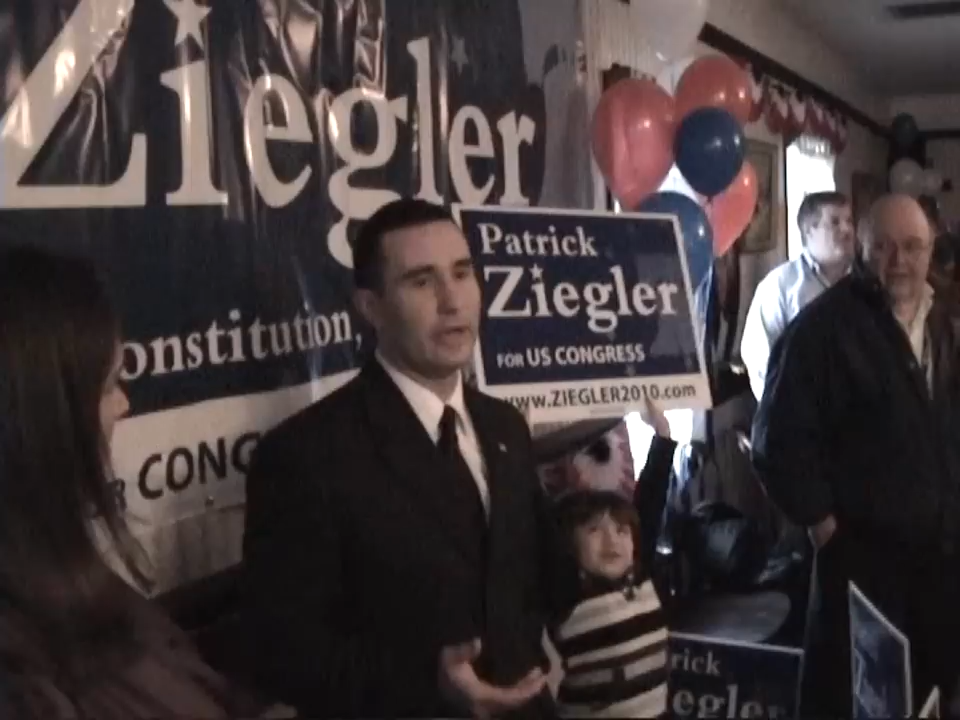 Ziegler
onstitution,
CONG
Patrick
Ziegler
FOR US CONGRESS
www.ZIEGLER2010.com
rick
egler